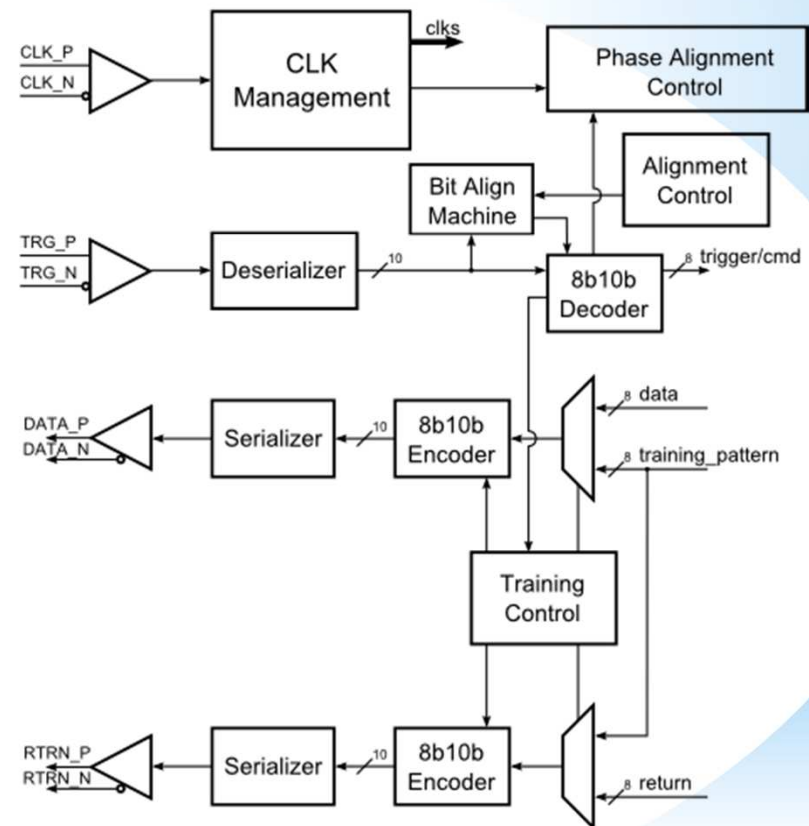 clks
CLK_P
CLK_N
CLK
Management
Phase Alignment
Control
Bit Align
Machine
Alignment
Control
TRG_P
TRG_N
Deserializer
10
8b10b
Decoder
8 trigger/cmd
DATA_P
DATA_N
Serializer
10
8b10b
Encoder
8 data
8 training_pattern
Training
Control
RTRN_P
RTRN_N
Serializer
10
8b10b
Encoder
8 return